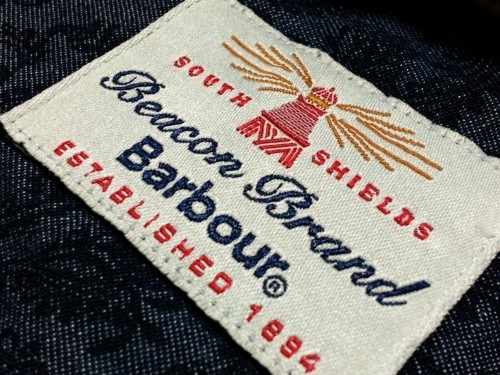 SOUTH SHIELDS
Beacon Brand
Barbour®
ESTABLISHED 1894